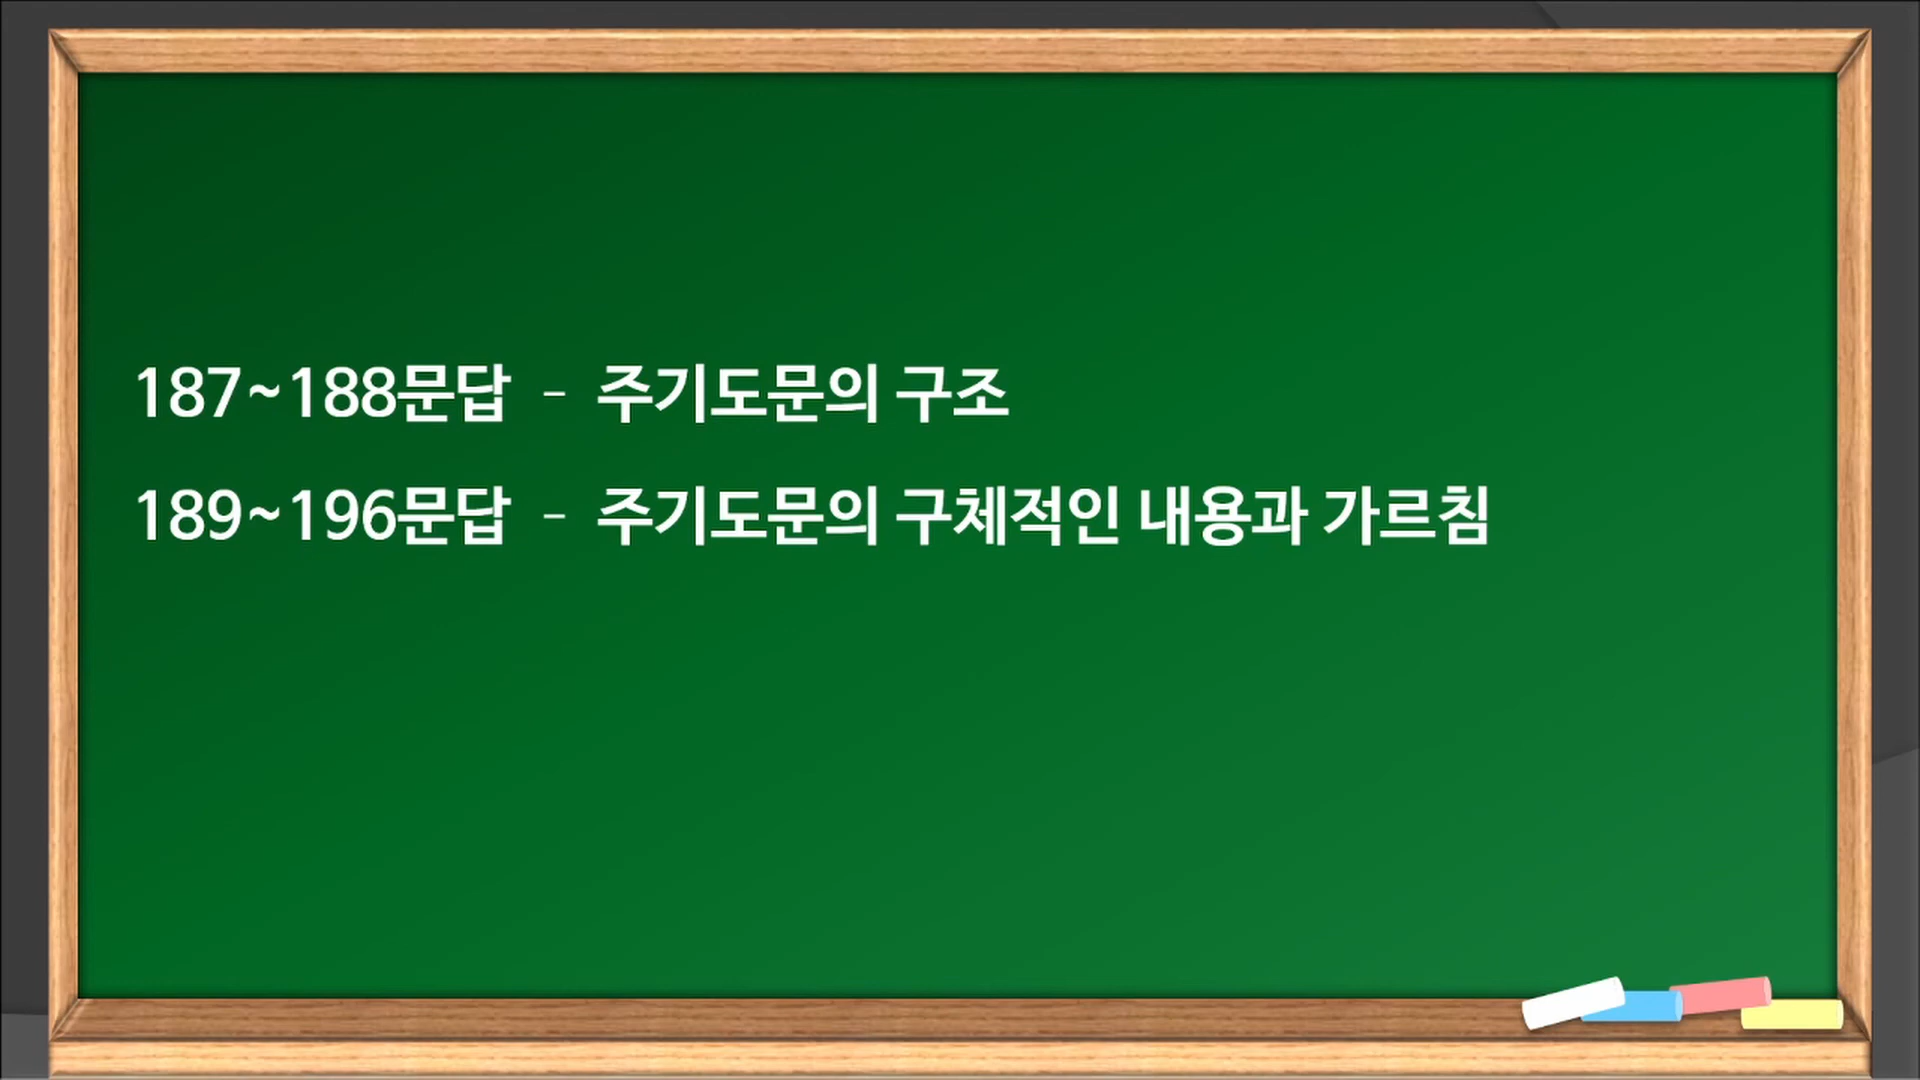 187~188문답 - 주기도문의 구조
189~196문답 - 주기도문의 구체적인 내용과 가르침